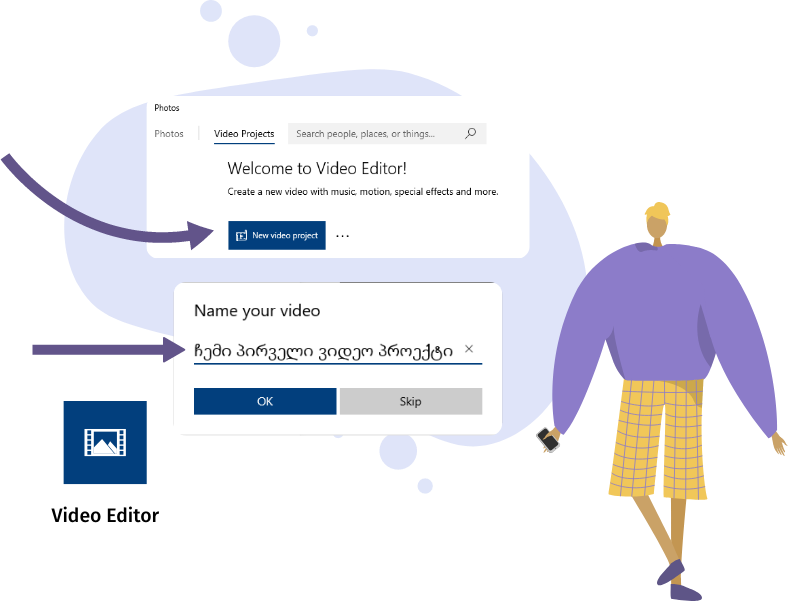 Photos
Photos Video Projects Search people, places, or things...
Welcome to Video Editor!
Create a new video with music, motion, special effects and more.
New video project ...
Name your video
ჩემი პირველი ვიდეო პროექტი ×
OK Skip
Video Editor